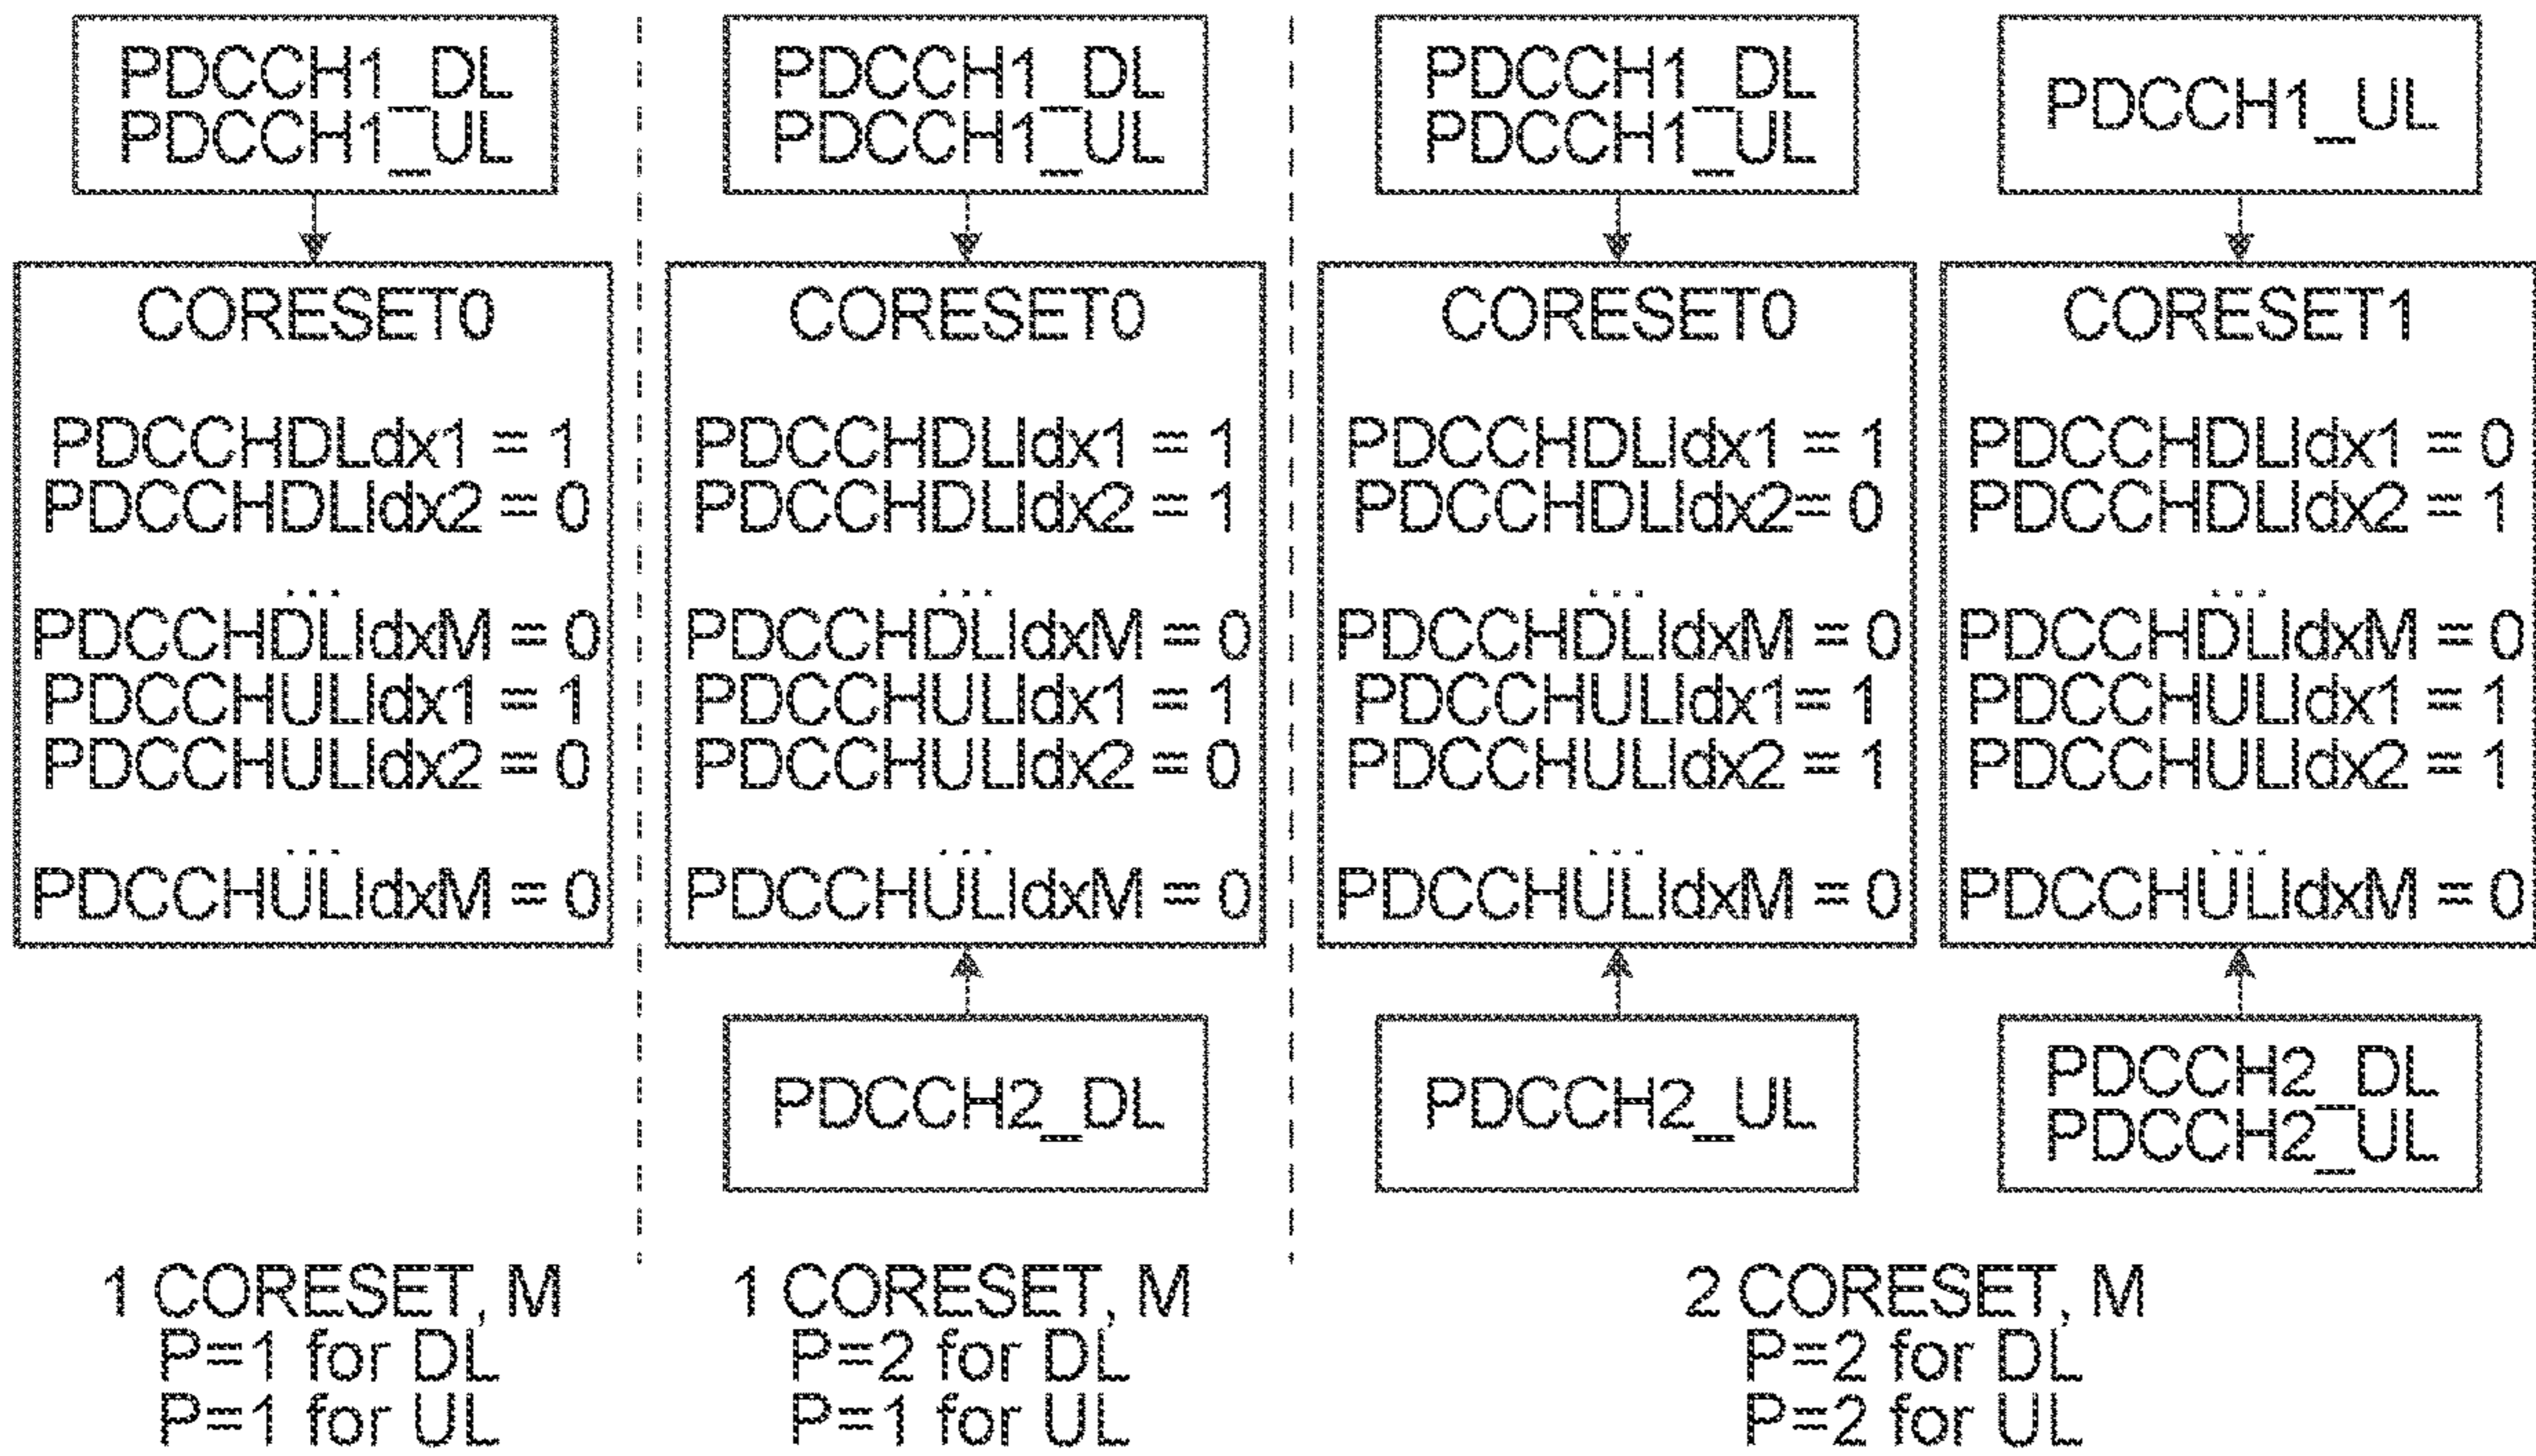 PDCCH1_DL
PDCCH1_UL
CORESET0
PDCCHDLdx1 = 1
PDCCHDLIdx2 = 0
...
PDCCHDLIdxM = 0
PDCCHULIdx1 = 1
PDCCHULIdx2 = 0
...
PDCCHULIdxM = 0
1 CORESET, M
P=1 for DL
P=1 for UL
PDCCH1_DL
PDCCH1_UL
CORESET0
PDCCHDLIdx1 = 1
PDCCHDLIdx2 = 1
...
PDCCHDLIdxM = 0
PDCCHULIdx1 = 1
PDCCHULIdx2 = 0
...
PDCCHULIdxM = 0
PDCCH2_DL
1 CORESET, M
P=2 for DL
P=1 for UL
PDCCH1_DL
PDCCH1_UL
CORESET0
PDCCHDLIdx1 = 1
PDCCHDLIdx2= 0
...
PDCCHDLIdxM = 0
PDCCHULIdx1= 1
PDCCHULIdx2 = 1
...
PDCCHULIdxM = 0
PDCCH2_UL
PDCCH1_UL
CORESET1
PDCCHDLIdx1 = 0
PDCCHDLIdx2 = 1
...
PDCCHDLIdxM = 0
PDCCHULIdx1 = 1
PDCCHULIdx2 = 1
...
PDCCHULIdxM = 0
PDCCH2_DL
PDCCH2_UL
2 CORESET, M
P=2 for DL
P=2 for UL